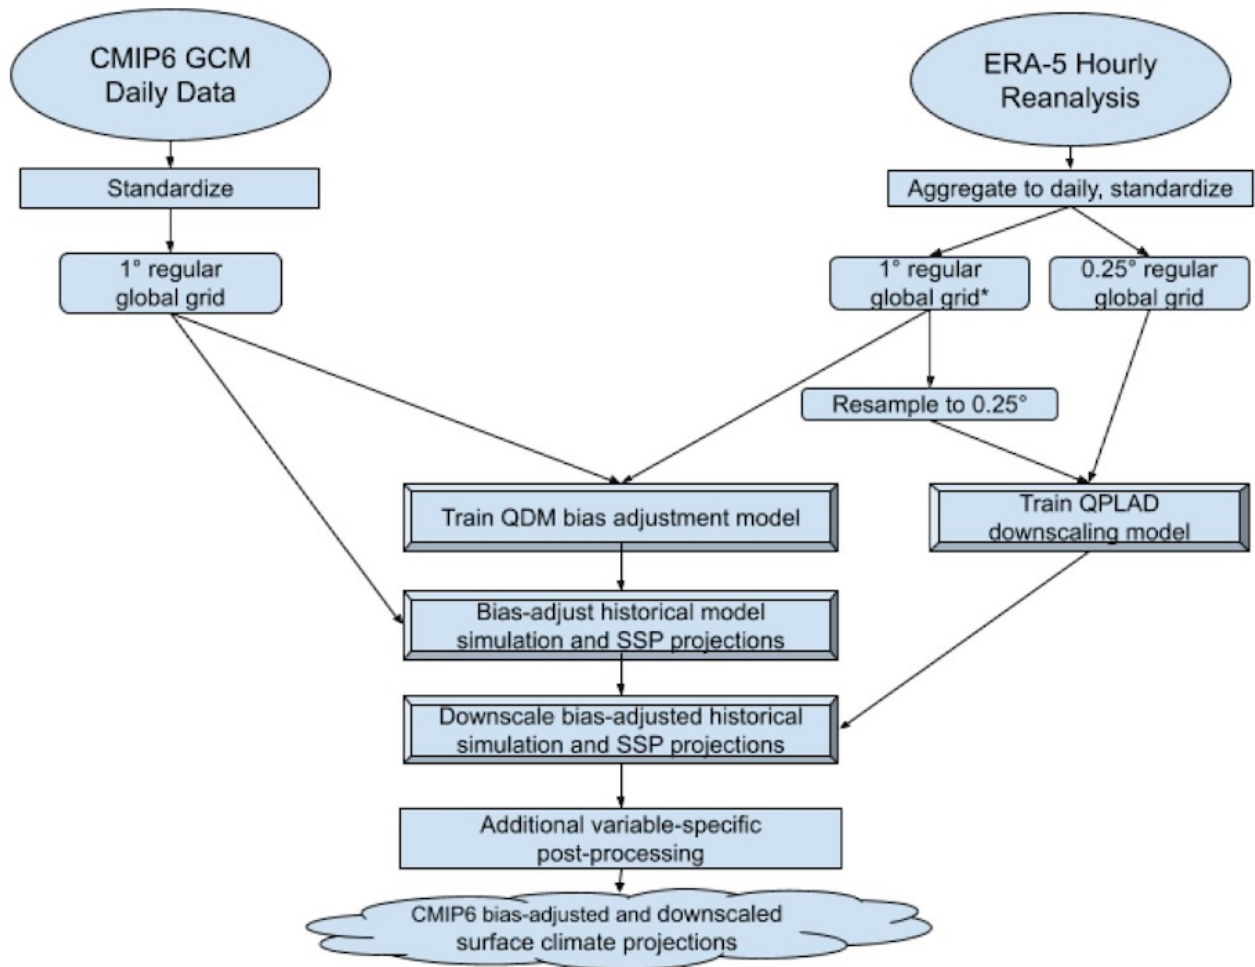 CMIP6 GCM
Daily Data
ERA-5 Hourly
Reanalysis
Standardize
Aggregate to daily, standardize
1° regular
global grid
1° regular
global grid*
0.25° regular
global grid
Resample to 0.25°
Train QDM bias adjustment model
Train QPLAD
downscaling model
Bias-adjust historical model
simulation and SSP projections
Downscale bias-adjusted historical
simulation and SSP projections
Additional variable-specific
post-processing
CMIP6 bias-adjusted and downscaled
surface climate projections